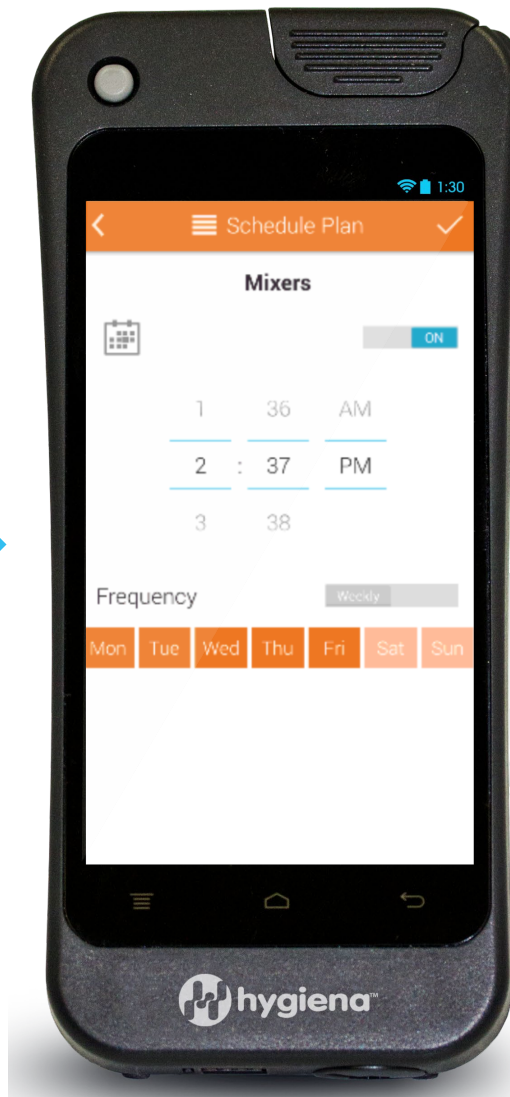 1:30
Schedule Plan
Mixers
ON
1 36 AM
2 : 37 PM
3 38
Frequency
Weekly
Mon Tue Wed Thu Fri Sat Sun
hygiena™